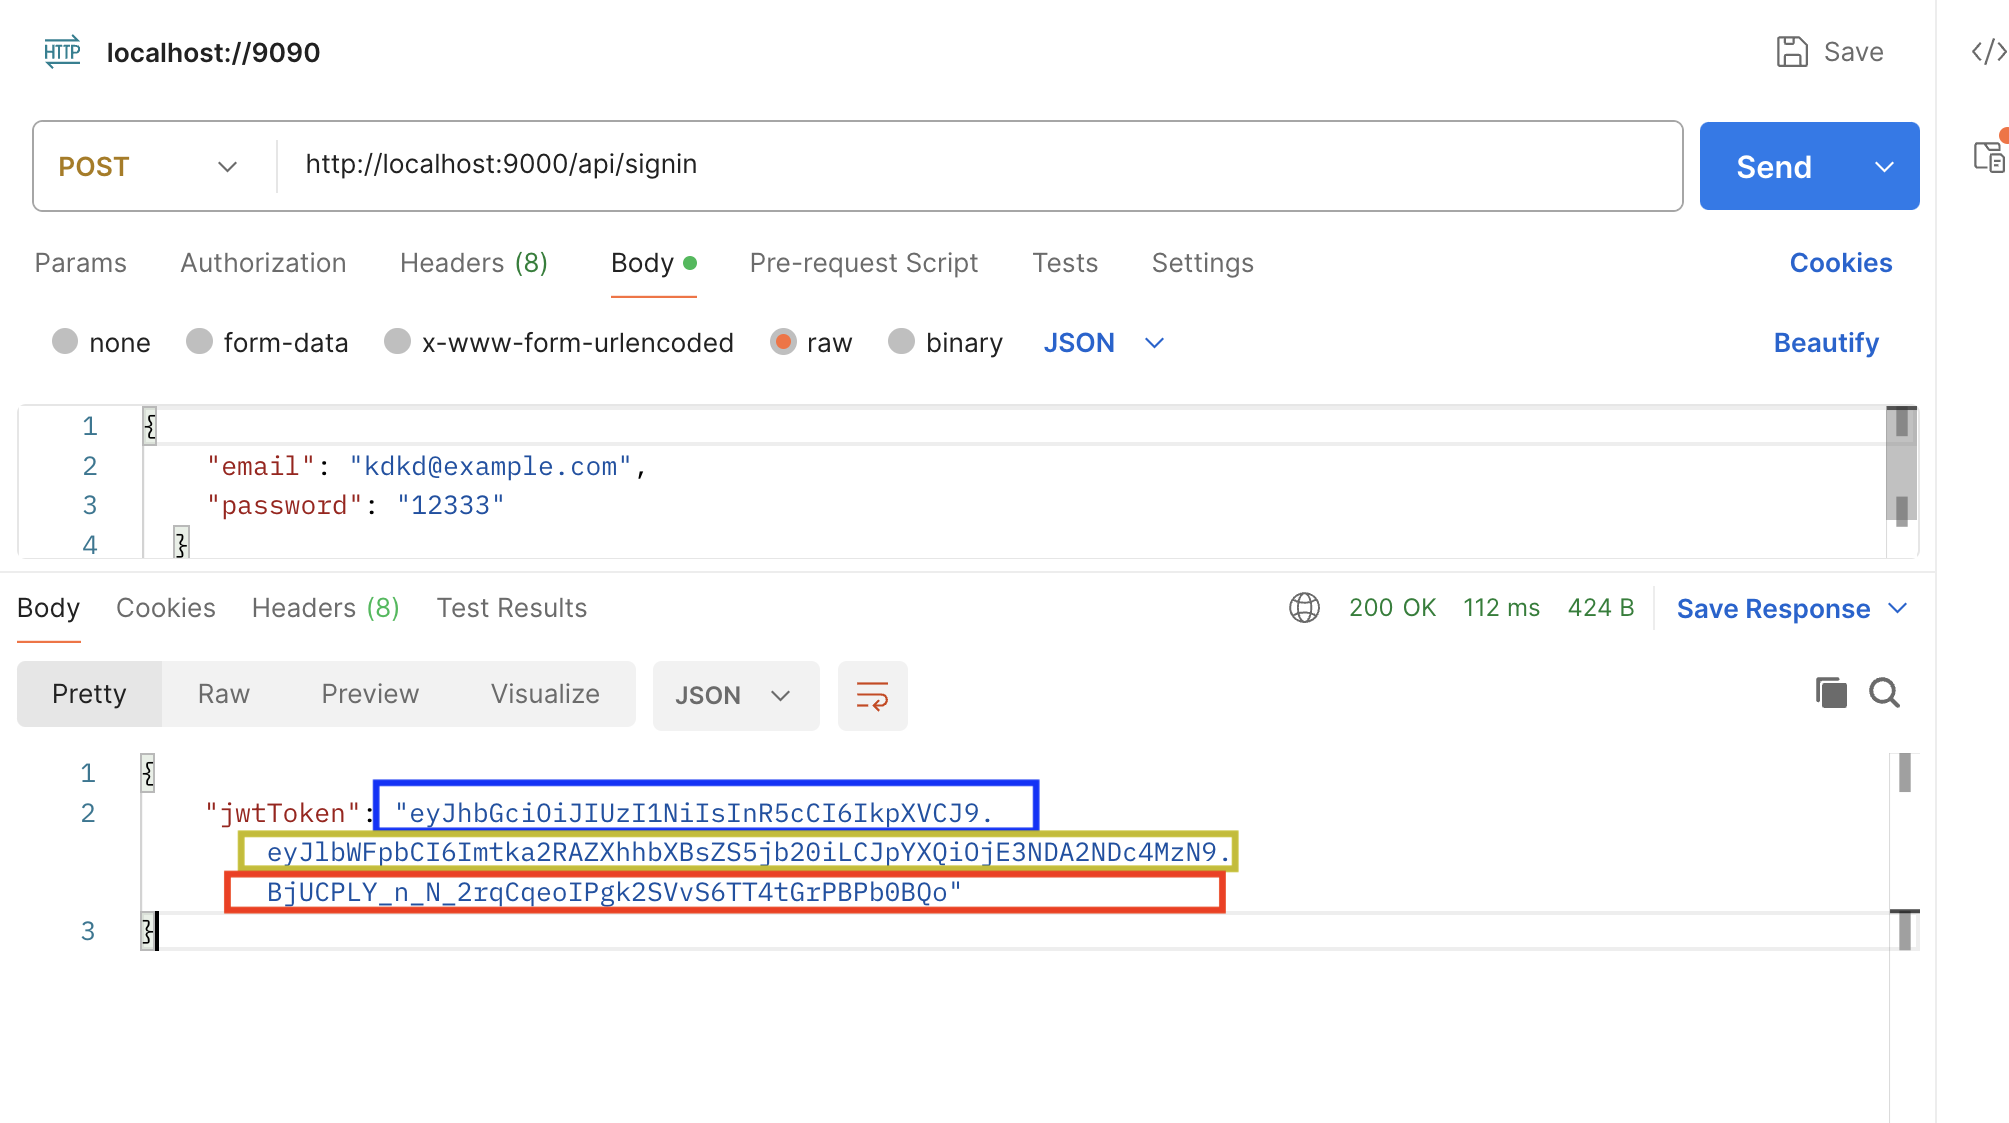 HTTP localhost://9090 Save
POST http://localhost:9000/api/signin Send
Params Authorization Headers (8) Body Pre-request Script Tests Settings Cookies
none form-data x-www-form-urlencoded raw binary JSON Beautify
1 {
2 "email": "kdkd@example.com",
3 "password": "12333"
4 }
Body Cookies Headers (8) Test Results 200 OK 112 ms 424 B Save Response
Pretty Raw Preview Visualize JSON
1 {
2 "jwtToken": "eyJhbGciOiJIUzI1NiIsInR5cCI6IkpXVCJ9.
eyJlbWFpbCI6Imtka2RAZXhhbXBsZS5jb20iLCJpYXQiOjE3NDA2NDc4MzN9.
BjUCPLY_n_N_2rqCqeoIPgk2SVvS6TT4tGrPBPb0BQo"
3 }